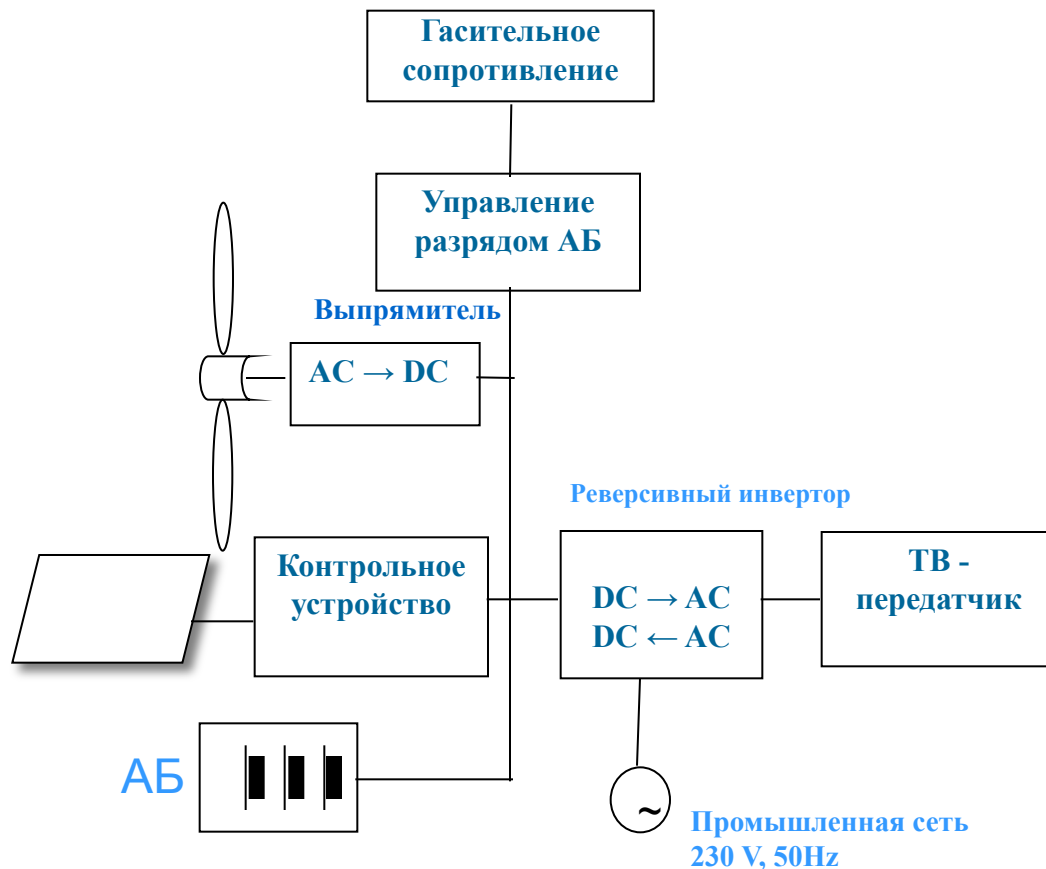 Гасительное
сопротивление
Управление
разрядом АБ
Выпрямитель
AC → DC
Реверсивный инвертор
Контрольное
устройство
DC → AC
DC ← AC
ТВ -
передатчик
АБ
~
Промышленная сеть
230 V, 50Hz